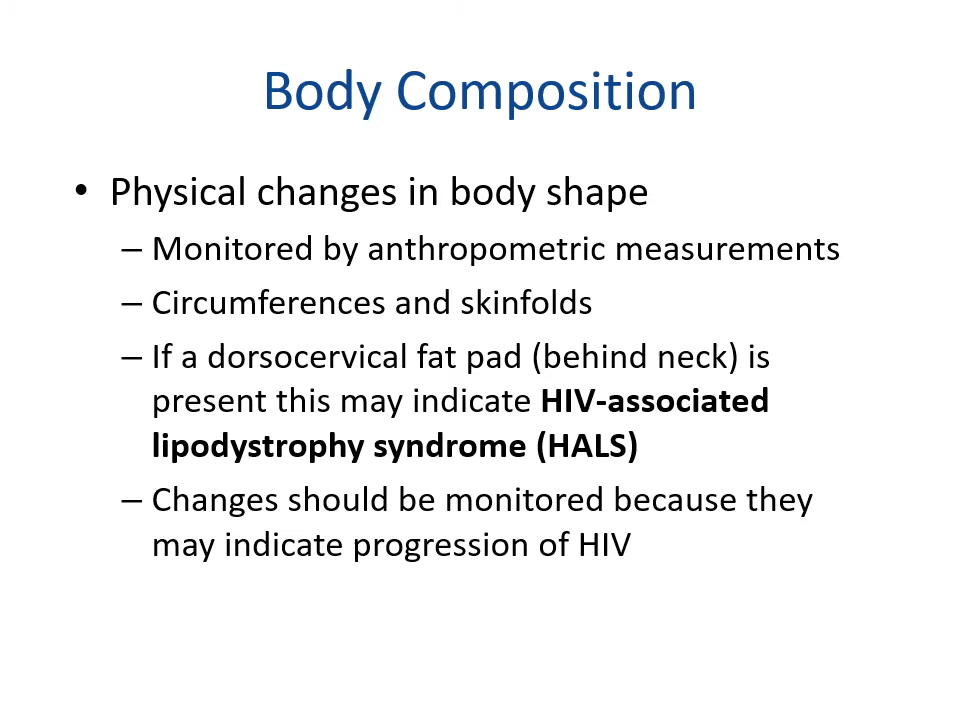 Body Composition
• Physical changes in body shape
– Monitored by anthropometric measurements
– Circumferences and skinfolds
– If a dorsocervical fat pad (behind neck) is
present this may indicate HIV-associated
lipodystrophy syndrome (HALS)
– Changes should be monitored because they
may indicate progression of HIV